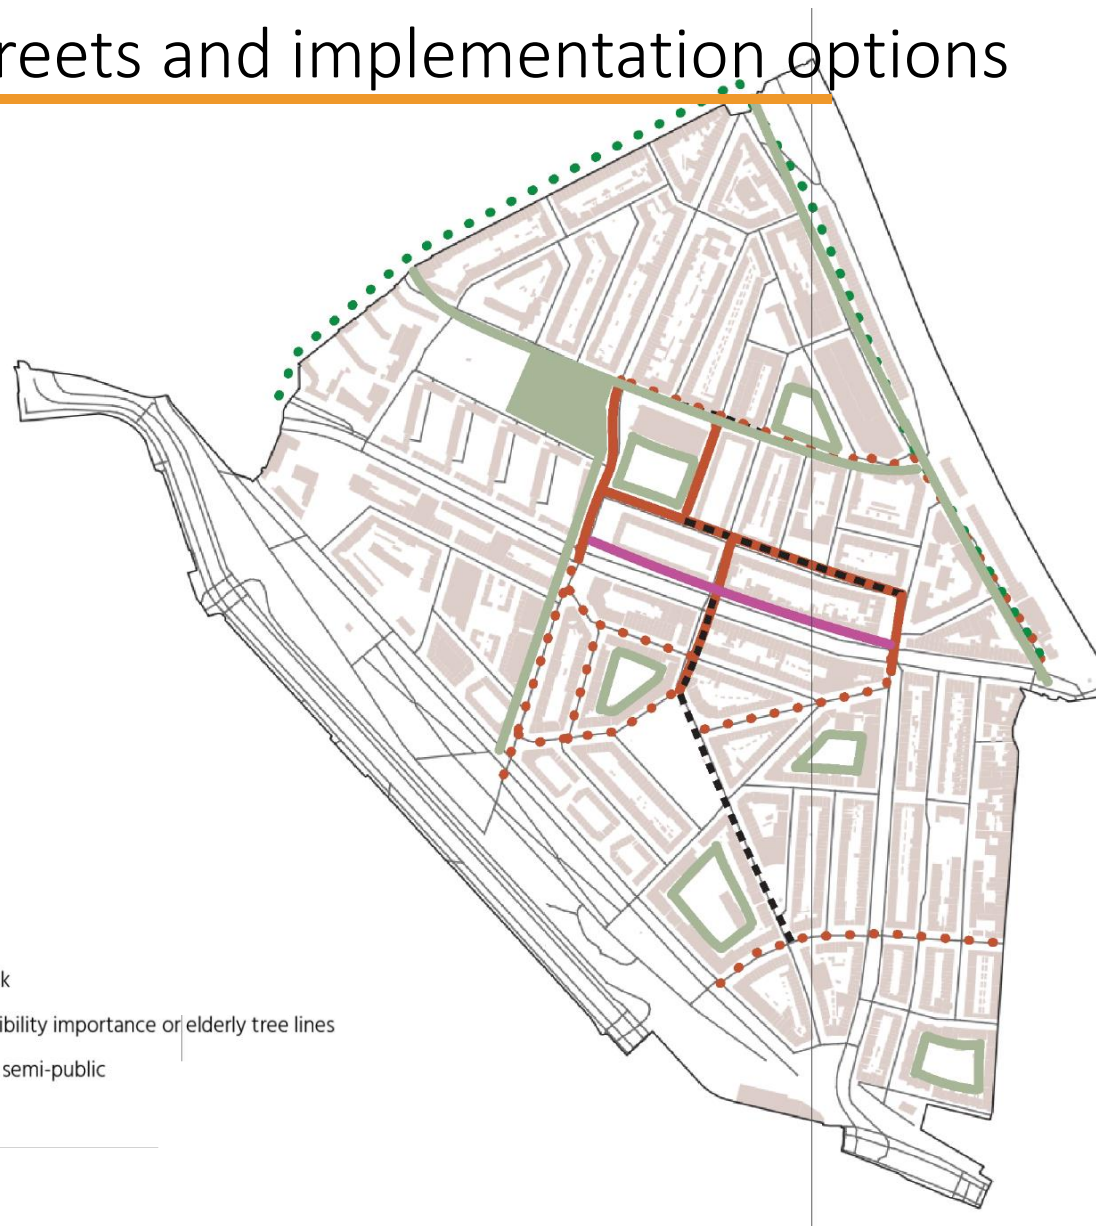 reets and implementation options
k
ibility importance or elderly tree lines
semi-public